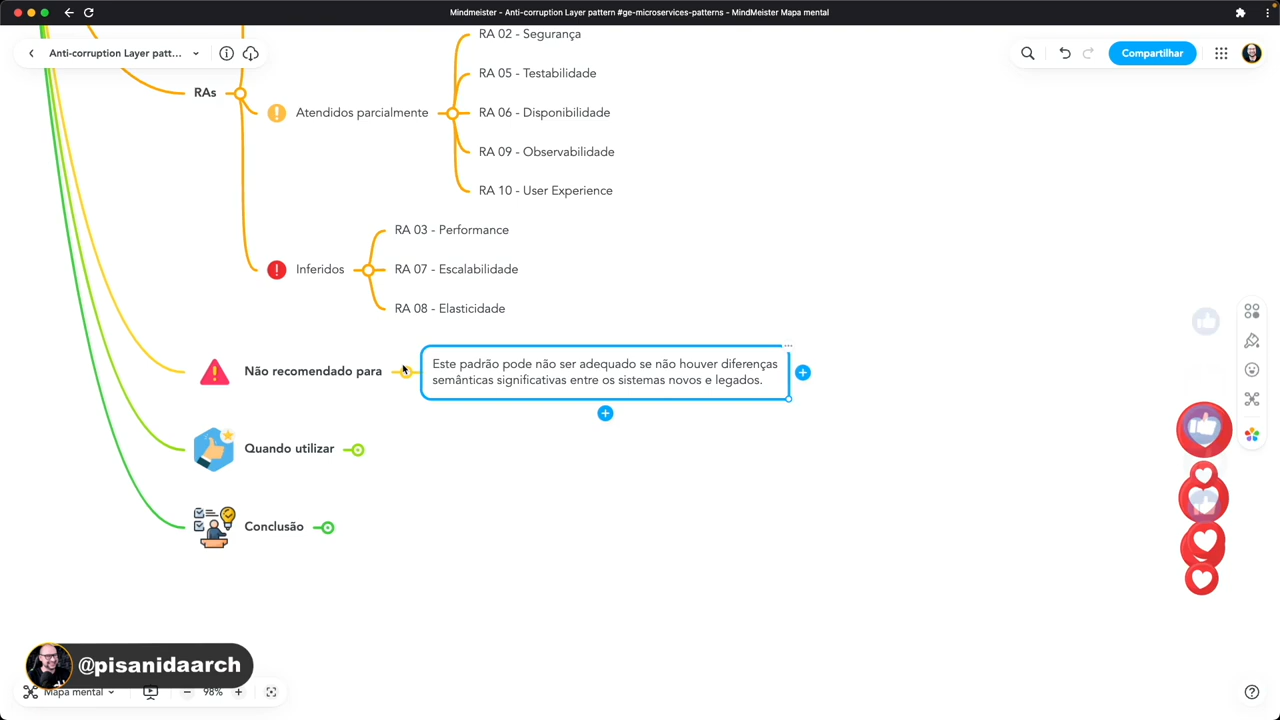 Mindmeister - Anti-corruption Layer pattern #ge-microservices-patterns - MindMeister Mapa mental
Anti-corruption Layer patt...
Compartilhar
RA 02 - Segurança
RA 05 - Testabilidade
RAs
Atendidos parcialmente
RA 06 - Disponibilidade
RA 09 - Observabilidade
RA 10 - User Experience
RA 03 - Performance
Inferidos
RA 07 - Escalabilidade
RA 08 - Elasticidade
Não recomendado para
Este padrão pode não ser adequado se não houver diferenças
semânticas significativas entre os sistemas novos e legados.
Quando utilizar
Conclusão
@pisanidaarch
Mapa mental
98%